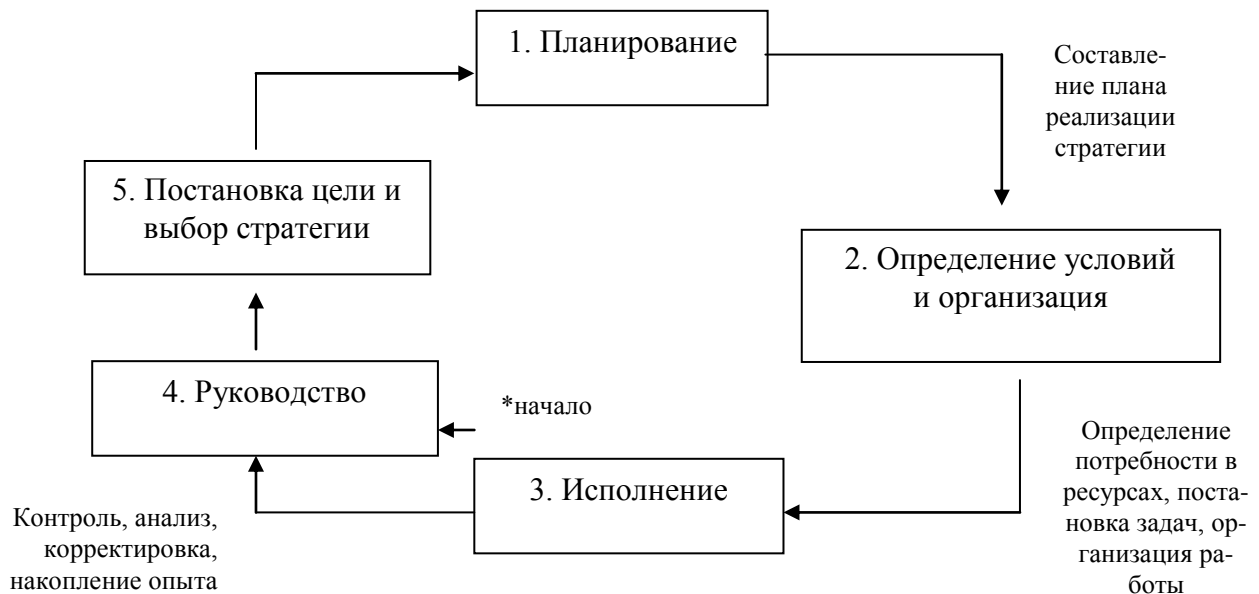 1. Планирование
Составле-
ние плана
реализации
стратегии
5. Постановка цели и
выбор стратегии
2. Определение условий
и организация
4. Руководство
*начало
3. Исполнение
Определение
потребности в
ресурсах, поста-
новка задач, ор-
ганизация ра-
боты
Контроль, анализ,
корректировка,
накопление опыта